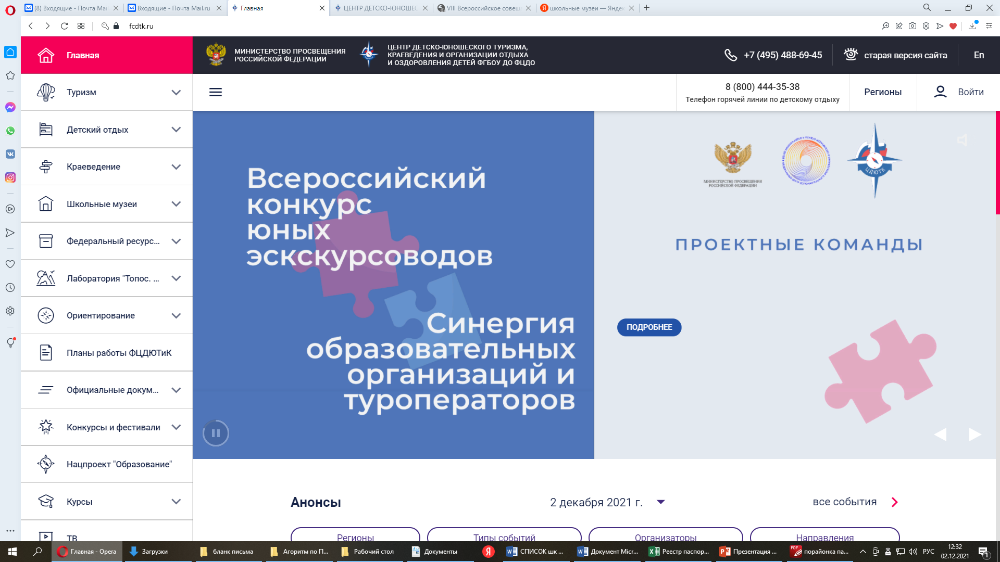 (8) Входящие - Почта Mail
Входящие - Почта Mail.ru
Главная
ЦЕНТР ДЕТСКО-ЮНОШЕС
VIII Всероссийское совещ
школьные музеи — Яндек
fcdtk.ru
Главная
МИНИСТЕРСТВО ПРОСВЕЩЕНИЯ
РОССИЙСКОЙ ФЕДЕРАЦИИ
ЦЕНТР ДЕТСКО-ЮНОШЕСКОГО ТУРИЗМА,
КРАЕВЕДЕНИЯ И ОРГАНИЗАЦИИ ОТДЫХА
И ОЗДОРОВЛЕНИЯ ДЕТЕЙ ФГБОУ ДО ФЦДО
+7 (495) 488-69-45
старая версия сайта
En
8 (800) 444-35-38
Телефон горячей линии по детскому отдыху
Регионы
Войти
Туризм
Детский отдых
Краеведение
Школьные музеи
Федеральный ресурс...
Лаборатория "Топос. ...
Ориентирование
Планы работы ФЦДЮТиК
Официальные докум...
Конкурсы и фестивали
Нацпроект "Образование"
Курсы
ТВ
Всероссийский
конкурс
юных
эскскурсоводов
Синергия
образовательных
организаций и
туроператоров
МИНИСТЕРСТВО ПРОСВЕЩЕНИЯ
РОССИЙСКОЙ ФЕДЕРАЦИИ
ЦДЮТК
ПРОЕКТНЫЕ КОМАНДЫ
ПОДРОБНЕЕ
Анонсы
2 декабря 2021 г.
все события
Регионы
Типы событий
Организаторы
Направления
Главная - Opera
Загрузки
бланк письма
Агоритм по П...
Рабочий стол
Документы
СПИСОК шк ...
Документ Micr...
Реестр паспор...
Презентация ...
порайонка па...
РУС
12:32
02.12.2021
1